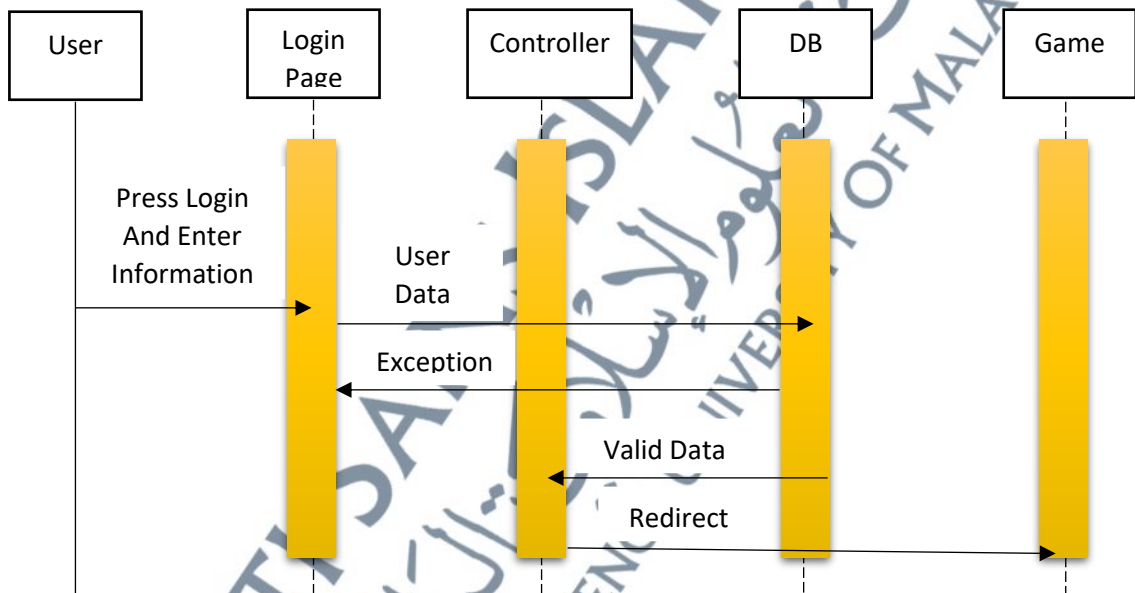 User
Login
Page
Controller
DB
Game
Press Login
And Enter
Information
User
Data
Exception
Valid Data
Redirect